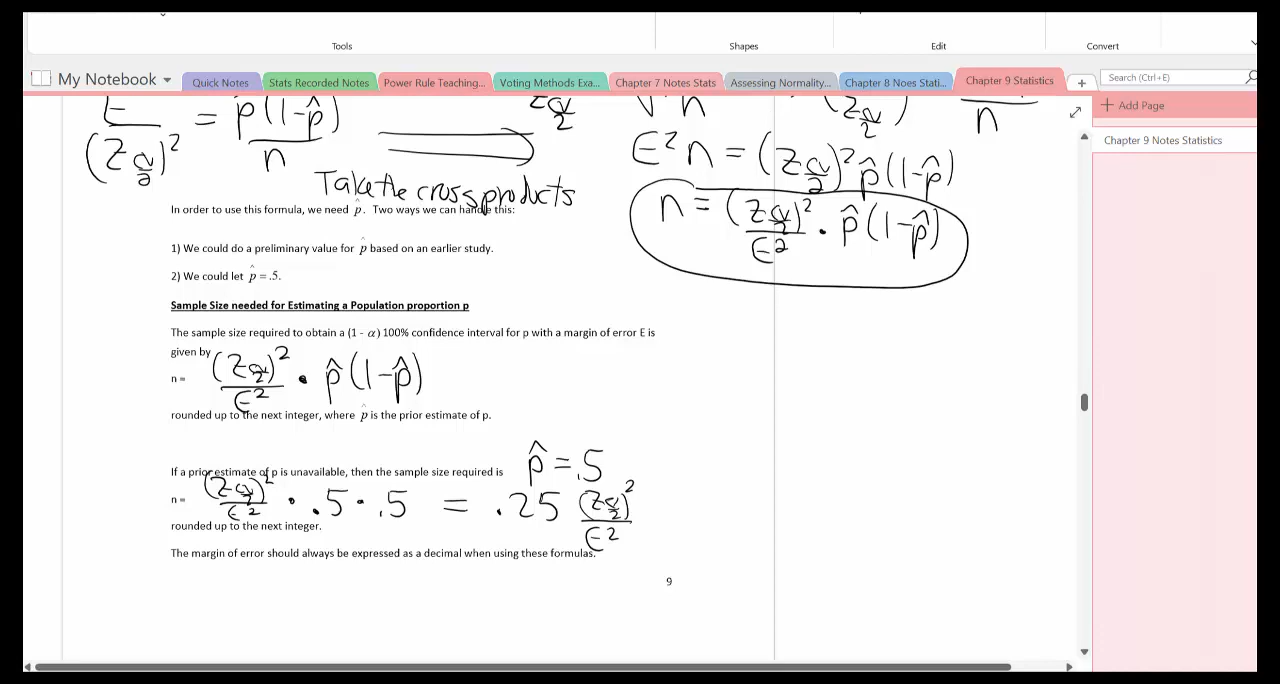 Tools
Shapes
Edit
Convert
My Notebook
Quick Notes
Stats Recorded Notes
Power Rule Teaching...
Voting Methods Exa...
Chapter 7 Notes Stats
Assessing Normality...
Chapter 8 Noes Stati...
Chapter 9 Statistics
Search (Ctrl+E)
Add Page
Chapter 9 Notes Statistics
/(Zα/2)² = p̂(1-p̂)/n
E²n = (Zα/2)² p̂(1-p̂)
Take the cross products
n = (Zα/2)²/E² · p̂(1-p̂)
In order to use this formula, we need p̂. Two ways we can handle this:
1) We could do a preliminary value for p̂ based on an earlier study.
2) We could let p̂ = .5.
Sample Size needed for Estimating a Population proportion p
The sample size required to obtain a (1 - α) 100% confidence interval for p with a margin of error E is
given by
n = (Zα/2)²/E² · p̂(1-p̂)
rounded up to the next integer, where p̂ is the prior estimate of p.
If a prior estimate of p is unavailable, then the sample size required is p̂ = .5
n = (Zα/2)²/E² · .5 · .5 = .25 (Zα/2)²/E²
rounded up to the next integer.
The margin of error should always be expressed as a decimal when using these formulas.
9